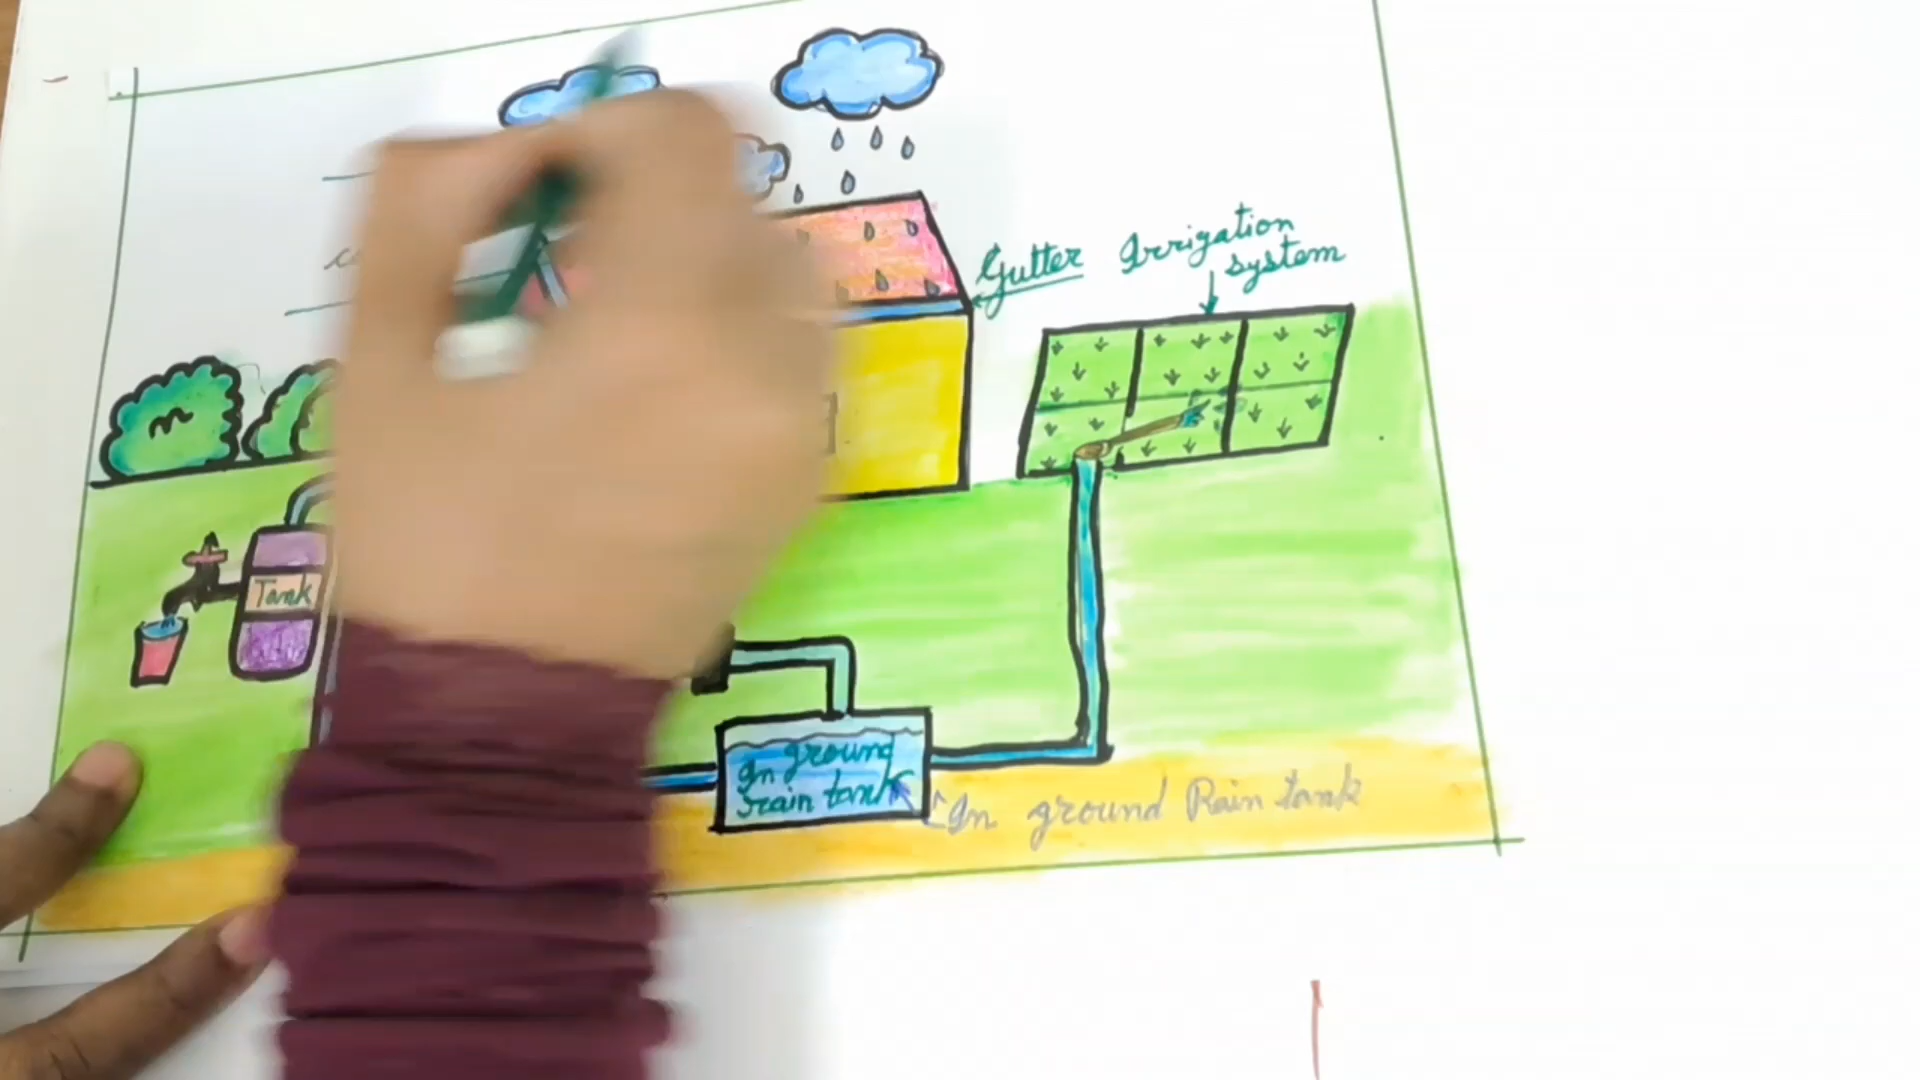 Gutter
Irrigation
system
Tank
In ground
rain tank
In ground Rain tank